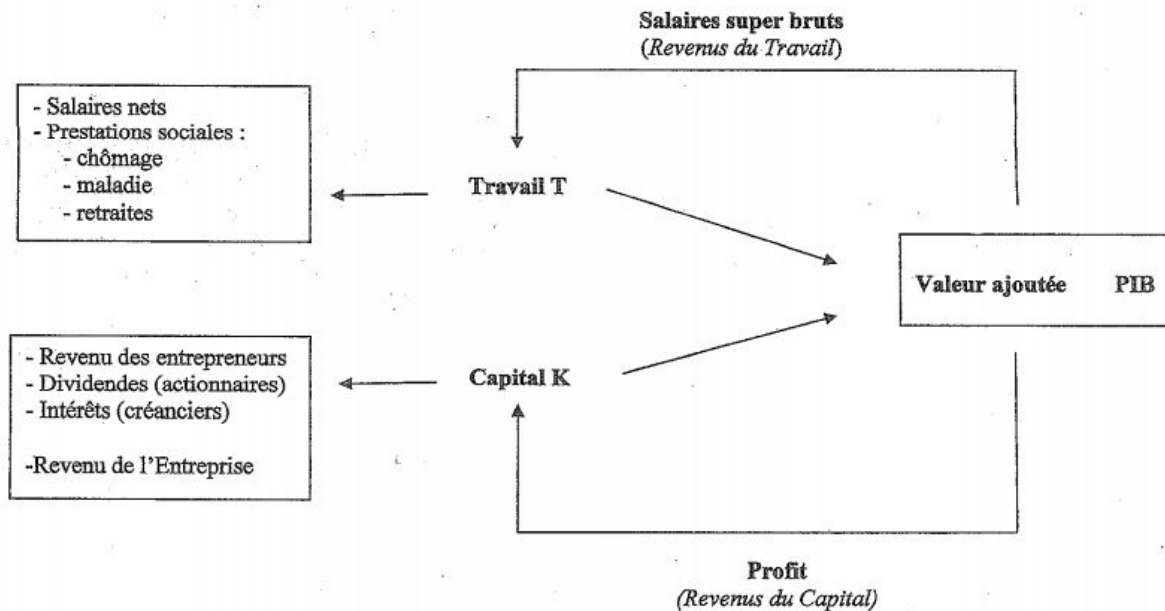 Salaires super bruts
(Revenus du Travail)
- Salaires nets
- Prestations sociales :
- chômage
- maladie
- retraites
Travail T
Valeur ajoutée PIB
- Revenu des entrepreneurs
- Dividendes (actionnaires)
- Intérêts (créanciers)
-Revenu de l'Entreprise
Capital K
Profit
(Revenus du Capital)